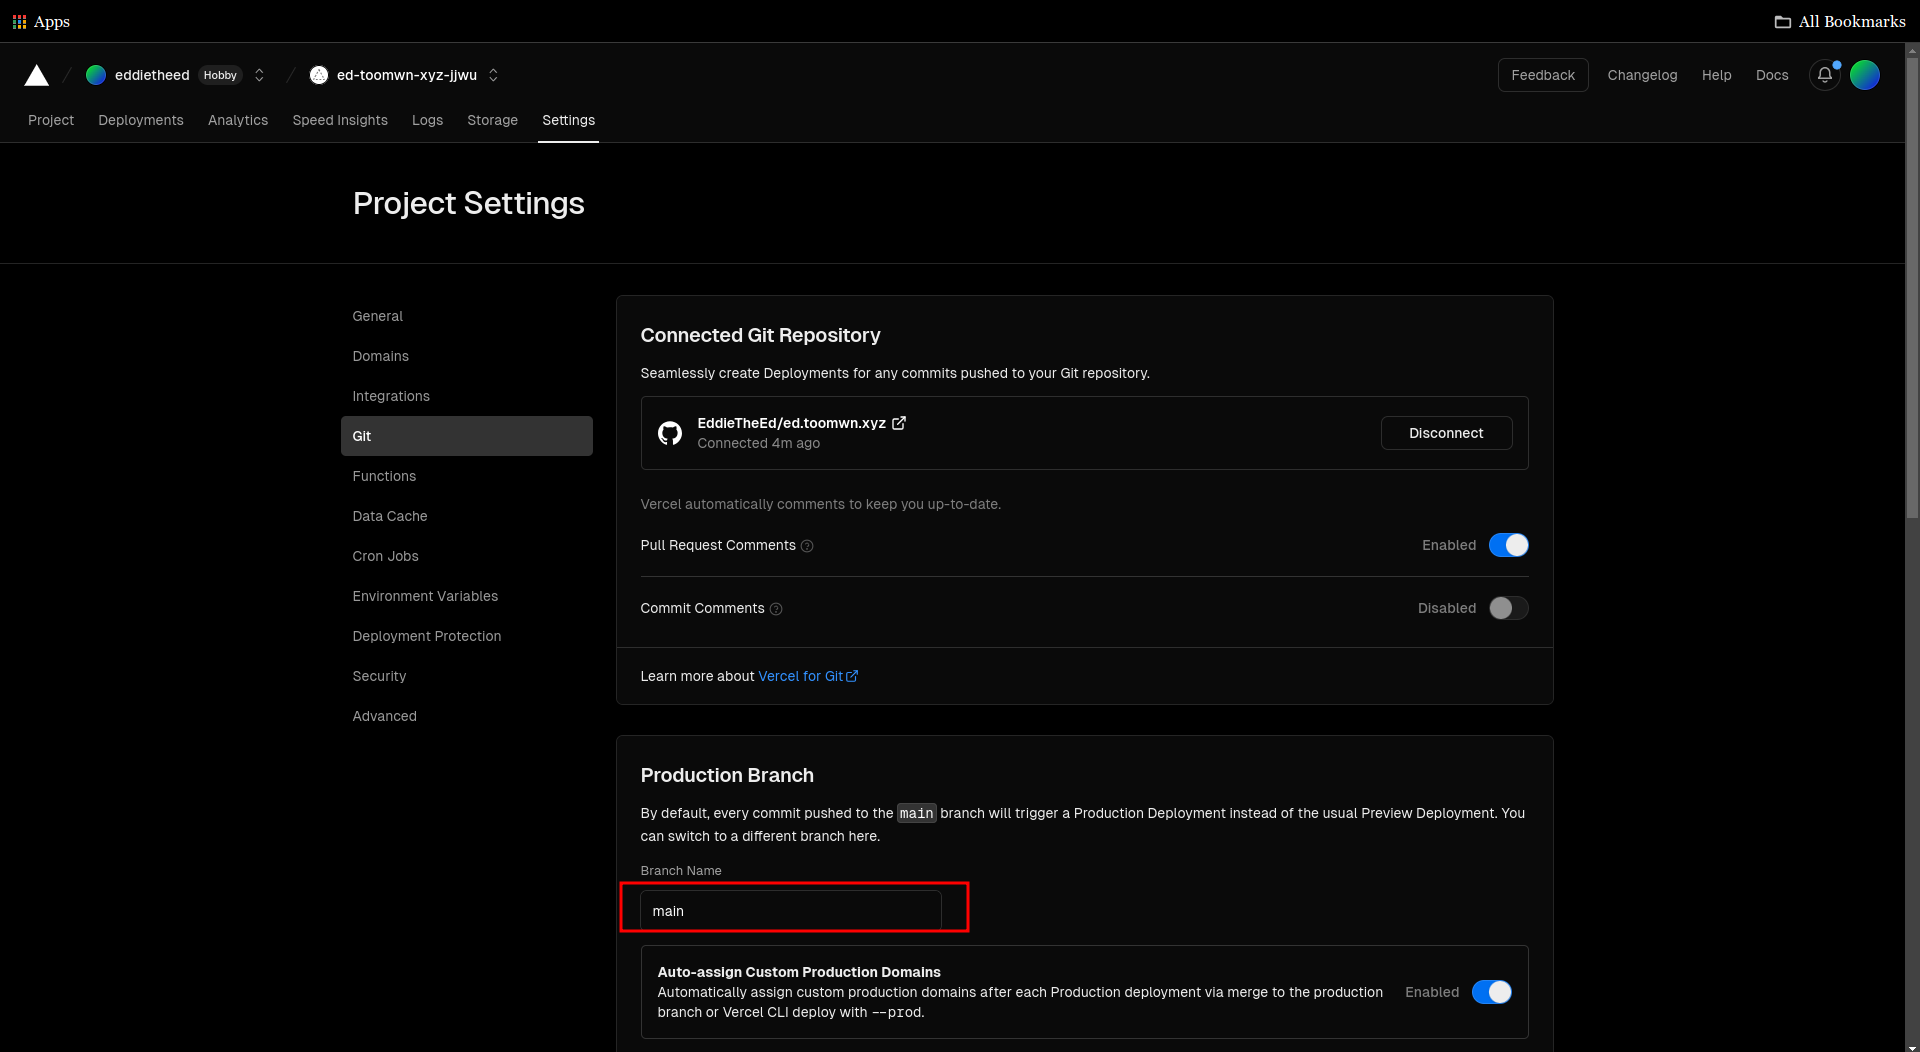 Apps
All Bookmarks
eddietheed Hobby
ed-toomwn-xyz-jjwu
Feedback
Changelog
Help
Docs
Project
Deployments
Analytics
Speed Insights
Logs
Storage
Settings
Project Settings
General
Domains
Integrations
Git
Functions
Data Cache
Cron Jobs
Environment Variables
Deployment Protection
Security
Advanced
Connected Git Repository
Seamlessly create Deployments for any commits pushed to your Git repository.
EddieTheEd/ed.toomwn.xyz
Connected 4m ago
Disconnect
Vercel automatically comments to keep you up-to-date.
Pull Request Comments
Enabled
Commit Comments
Disabled
Learn more about Vercel for Git
Production Branch
By default, every commit pushed to the main branch will trigger a Production Deployment instead of the usual Preview Deployment. You
can switch to a different branch here.
Branch Name
main
Auto-assign Custom Production Domains
Automatically assign custom production domains after each Production deployment via merge to the production
branch or Vercel CLI deploy with --prod.
Enabled